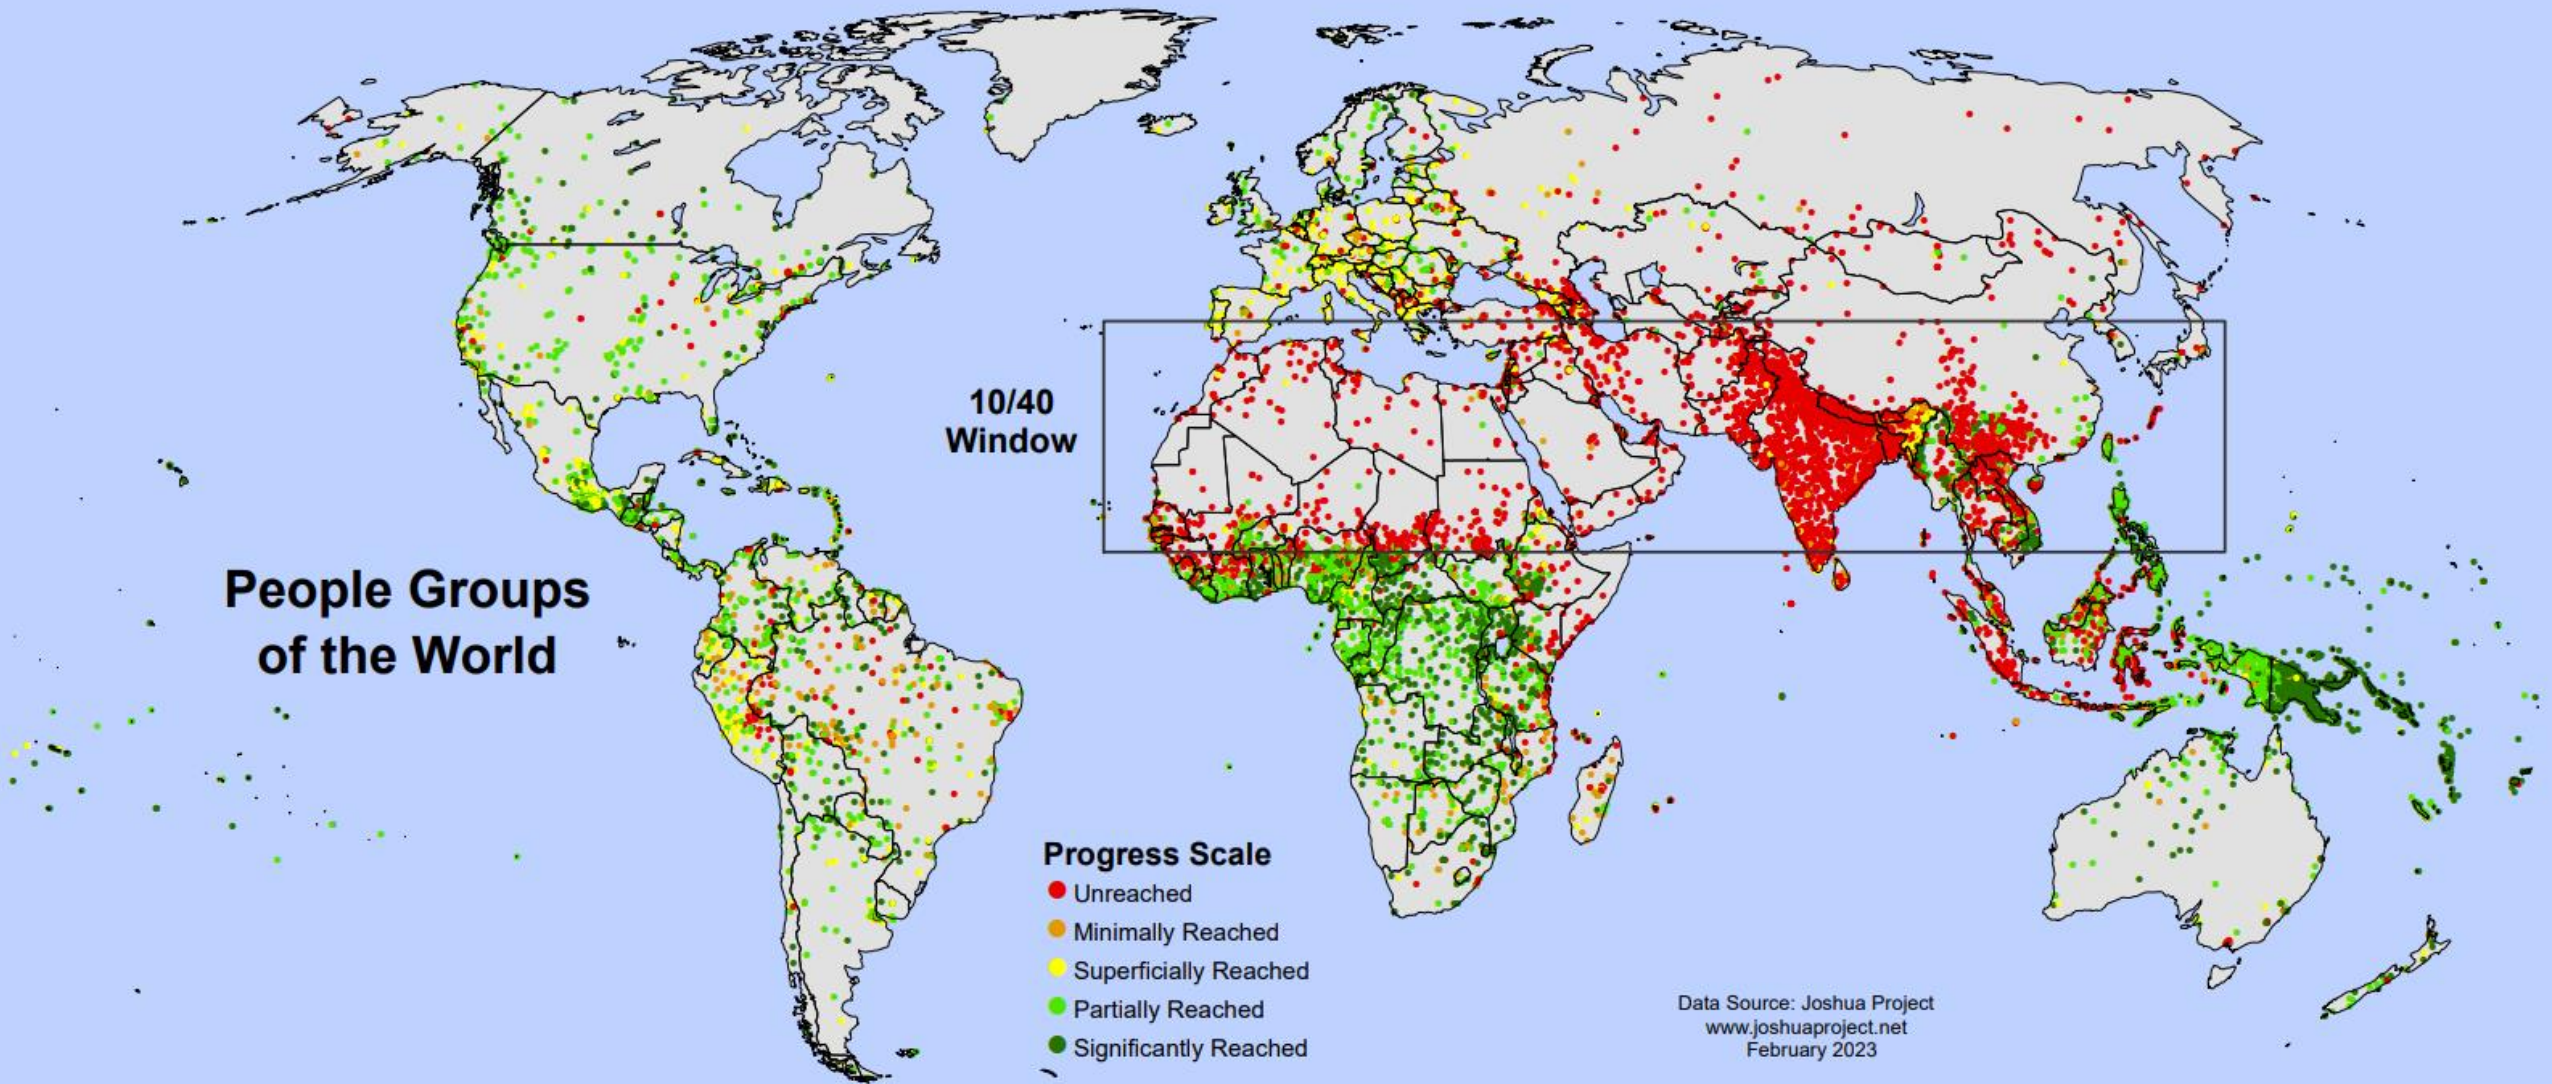 10/40
Window
People Groups
of the World
Progress Scale
Unreached
Minimally Reached
Superficially Reached
Partially Reached
Significantly Reached
Data Source: Joshua Project
www.joshuaproject.net
February 2023